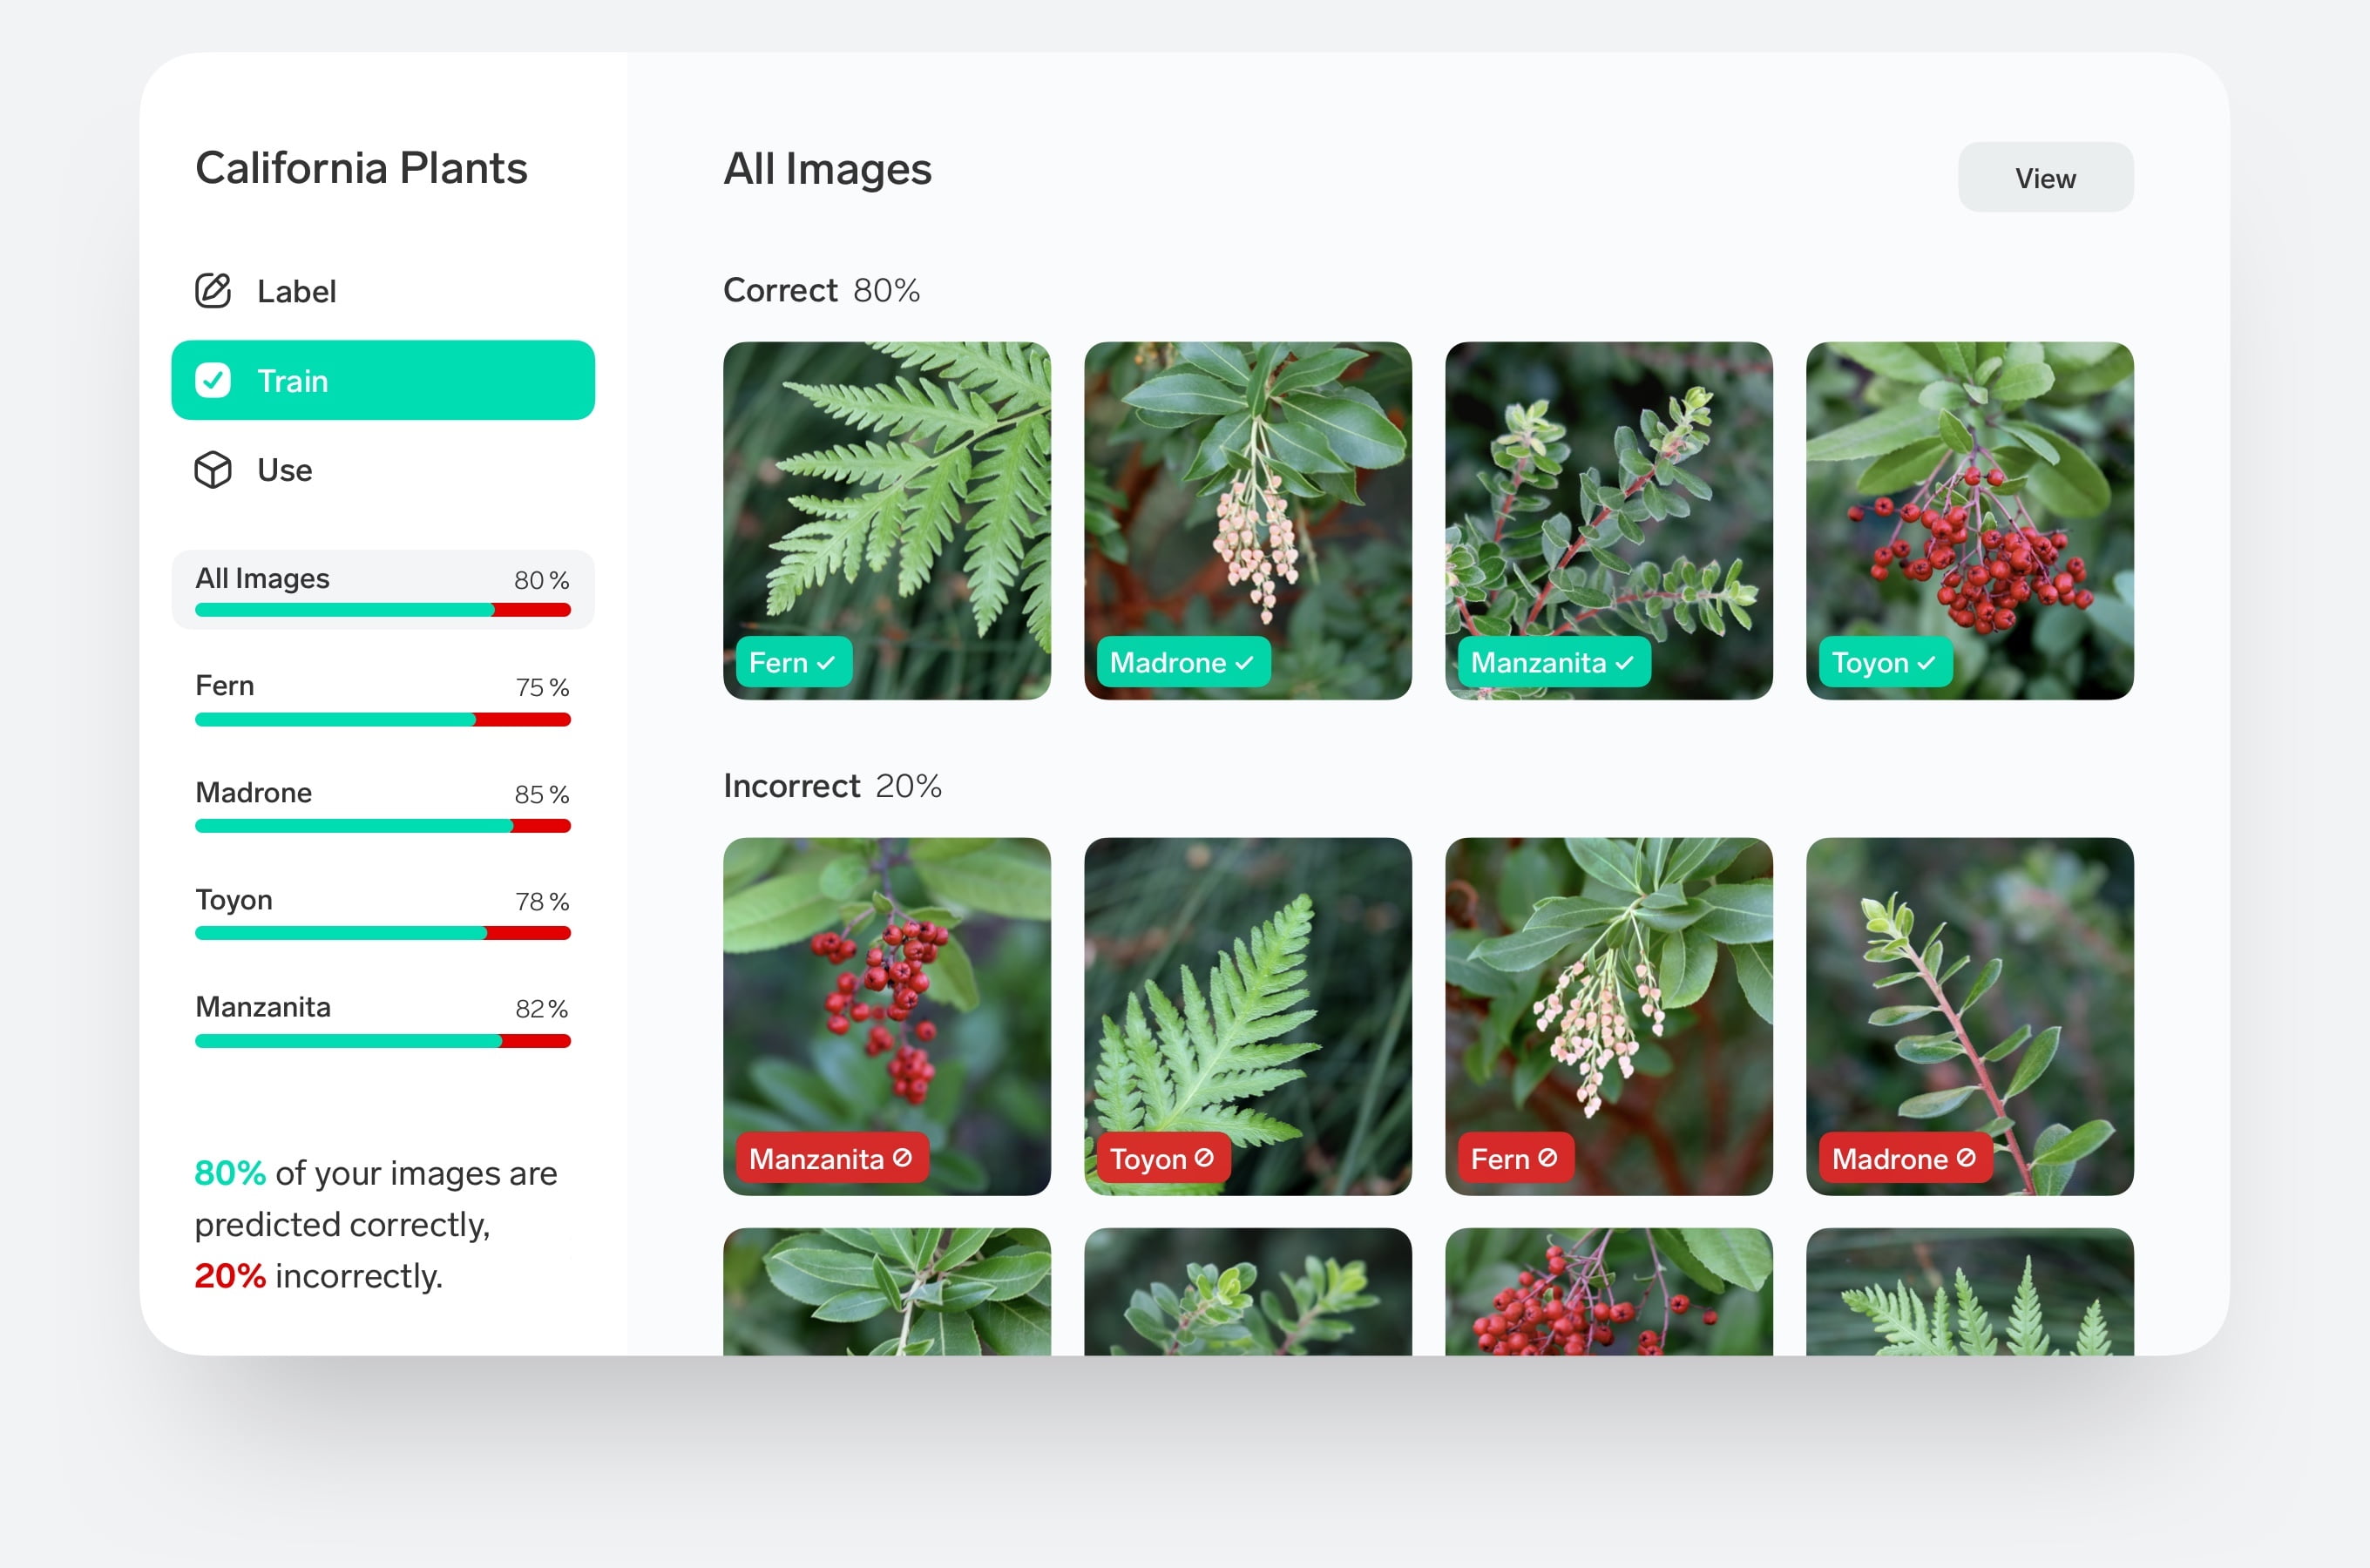 California Plants
Label
Train
Use
All Images 80 %
Fern 75 %
Madrone 85 %
Toyon 78 %
Manzanita 82 %
80% of your images are
predicted correctly,
20% incorrectly.
All Images
View
Correct 80%
Fern
Madrone
Manzanita
Toyon
Incorrect 20%
Manzanita
Toyon
Fern
Madrone